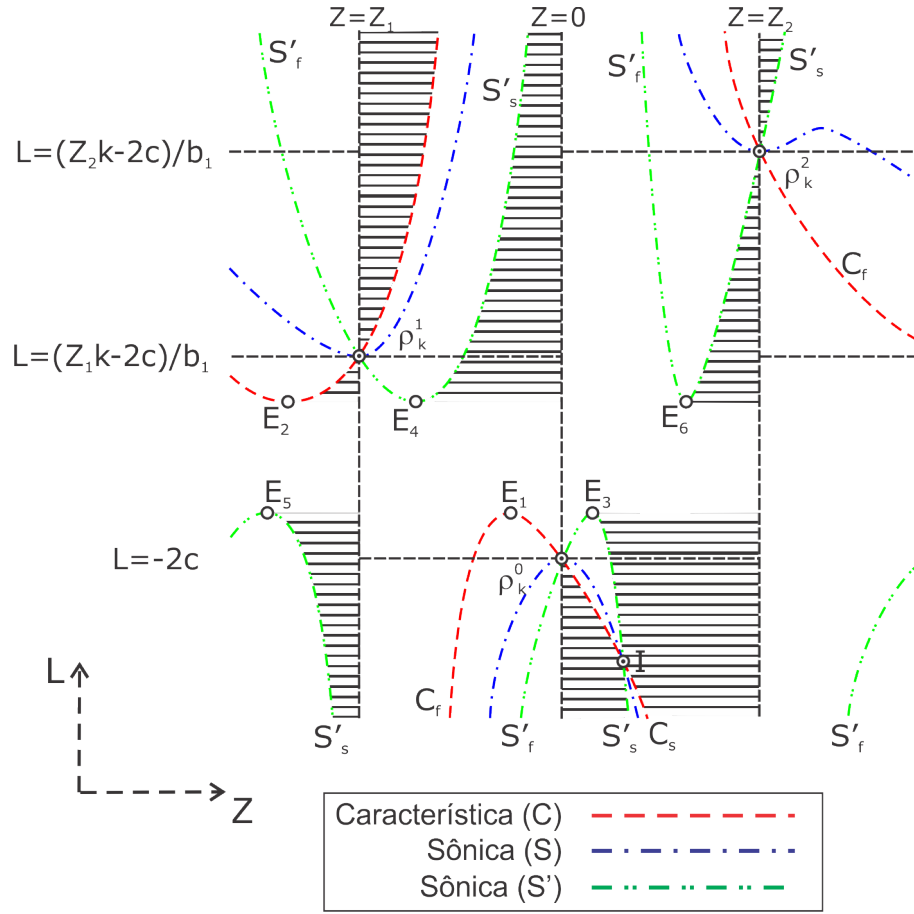 Z=Z₁ Z=0 Z=Z₂
S′f S′s S′f S′s
L=(Z₂k-2c)/b₁
ρ²k
Cf
L=(Z₁k-2c)/b₁
ρ¹k
E₂ E₄ E₆
E₅ E₁ E₃
L=-2c
ρ⁰k
I
L
Cf
S′s S′f S′s Cs S′f
Z
Característica (C)
Sônica (S)
Sônica (S')